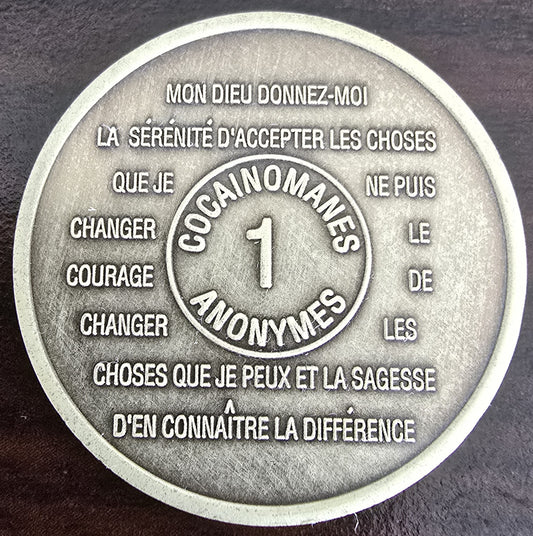 MON DIEU DONNEZ-MOI
LA SÉRÉNITÉ D'ACCEPTER LES CHOSES
QUE JE NE PUIS
CHANGER LE
COURAGE DE
CHANGER LES
CHOSES QUE JE PEUX ET LA SAGESSE
D'EN CONNAÎTRE LA DIFFÉRENCE
COCAINOMANES
1
ANONYMES